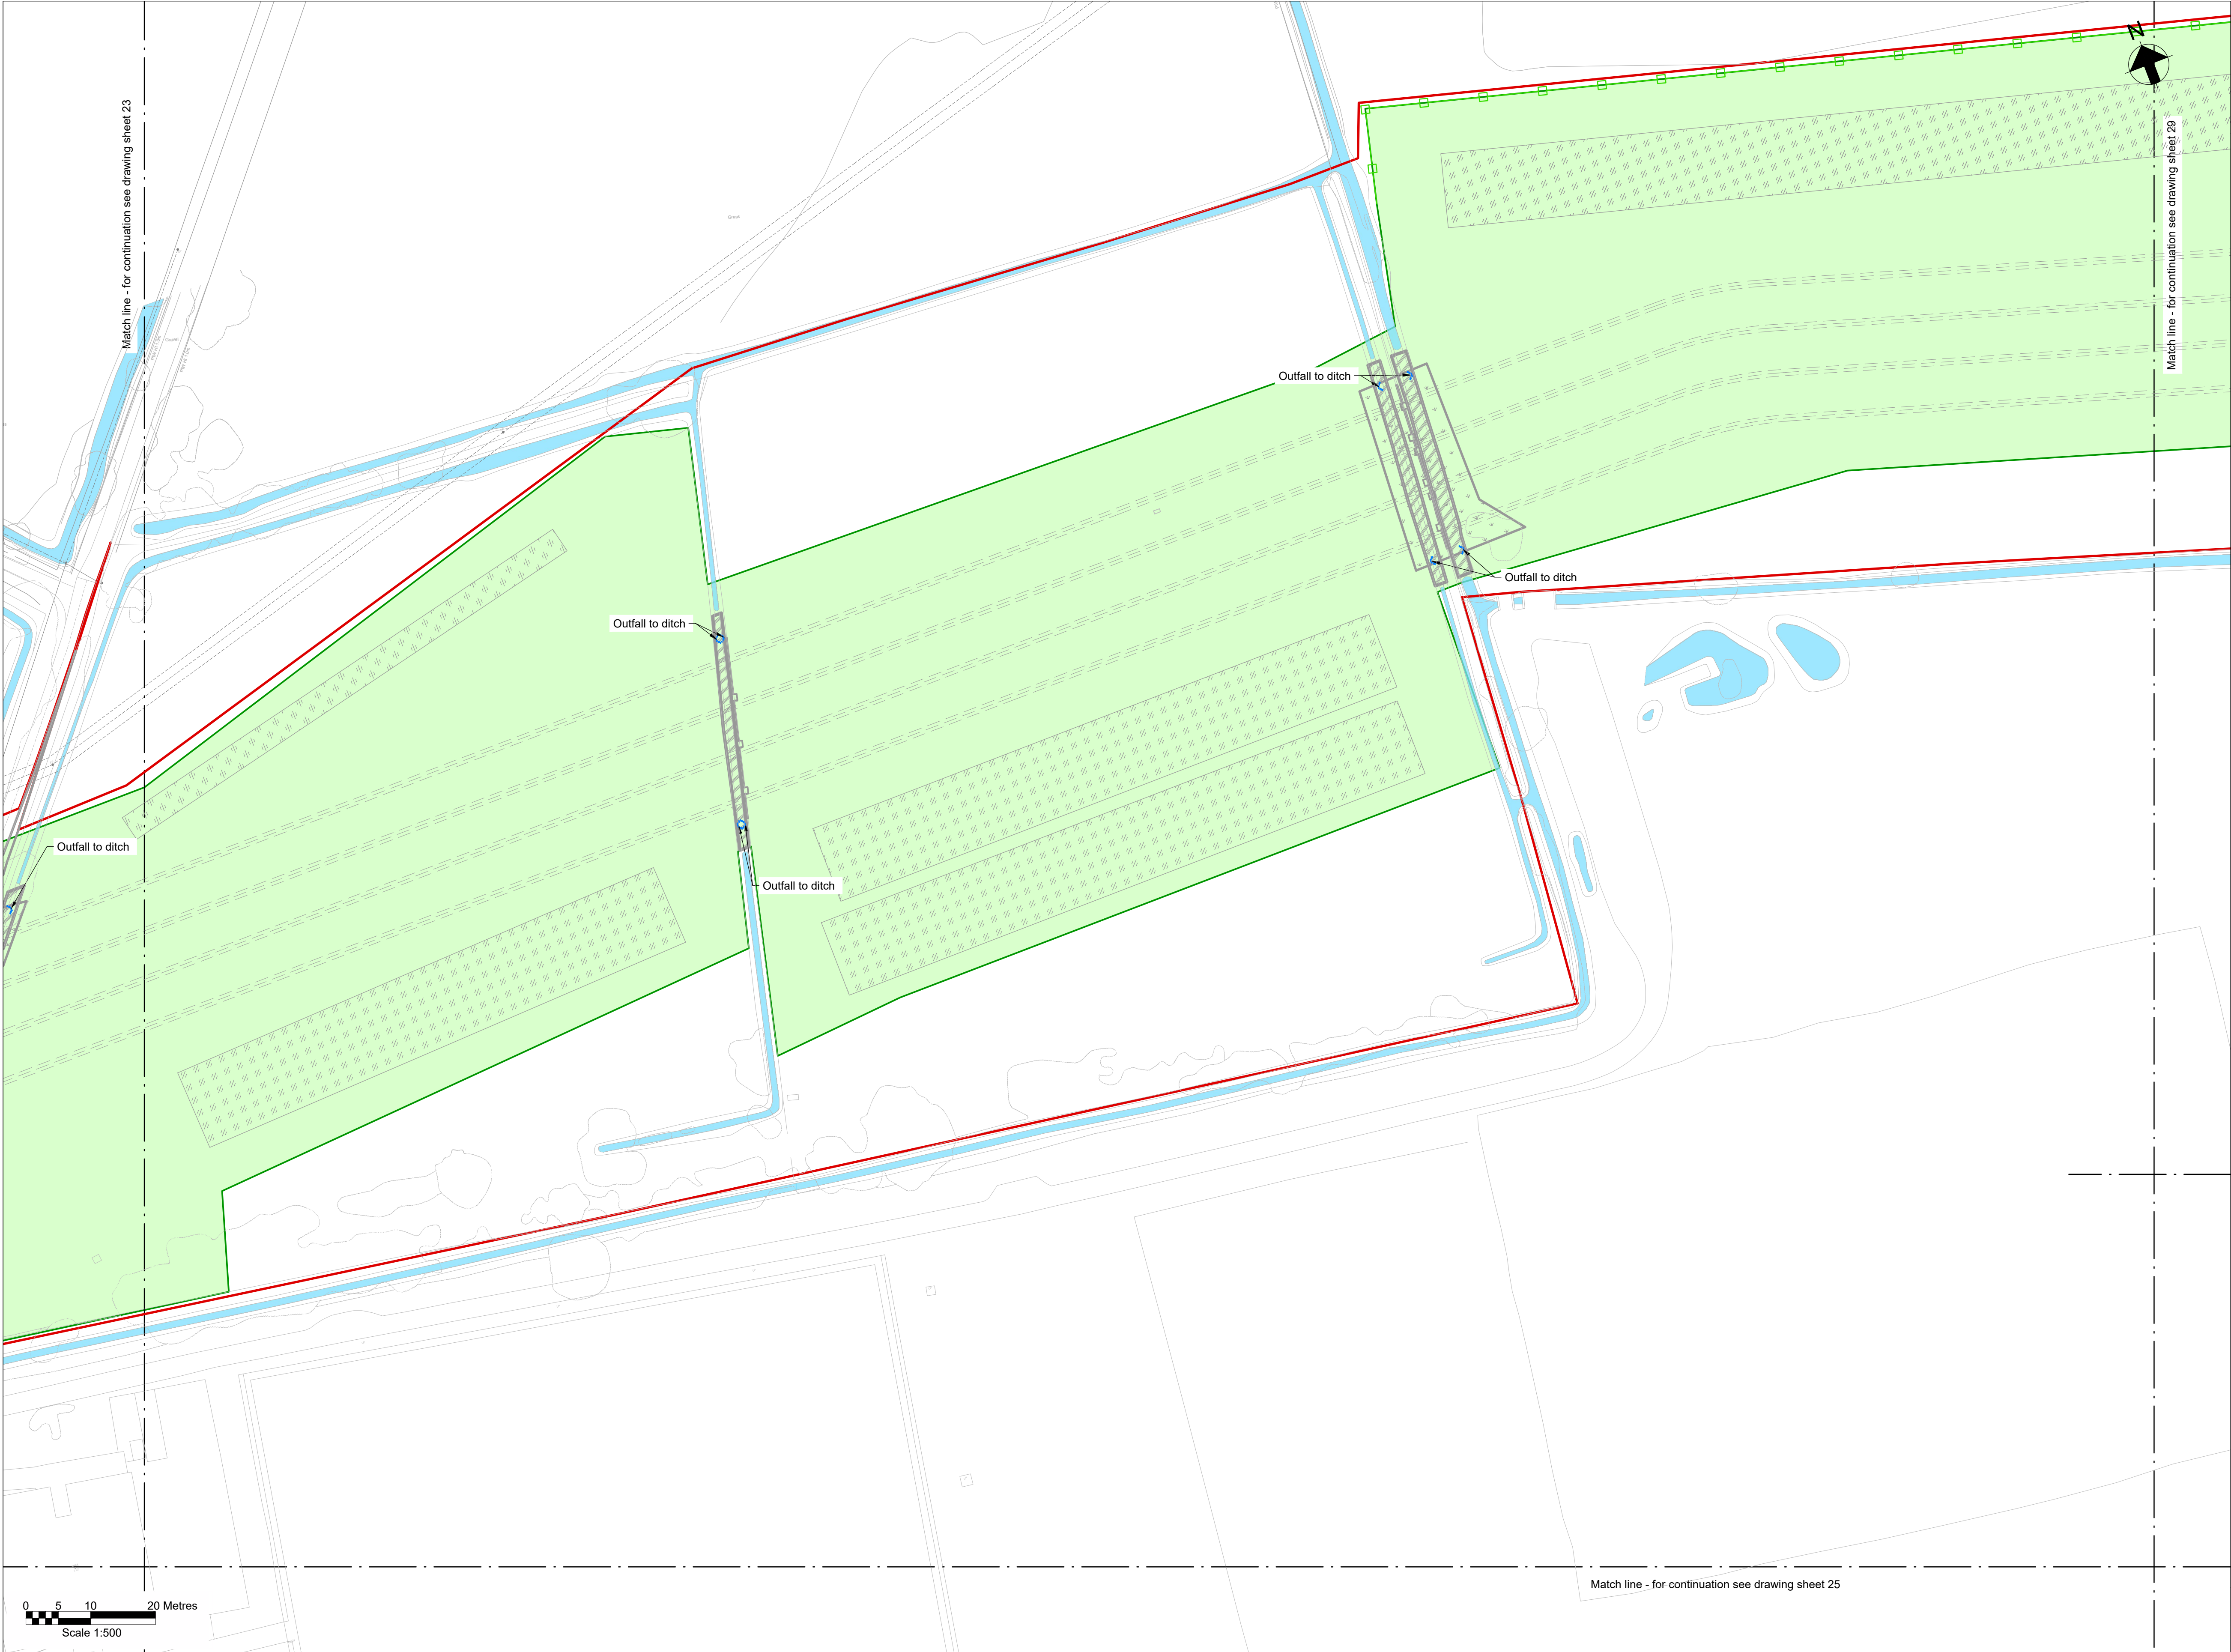 N
Match line - for continuation see drawing sheet 23
Match line - for continuation see drawing sheet 29
Outfall to ditch
Outfall to ditch
Outfall to ditch
Outfall to ditch
Outfall to ditch
Match line - for continuation see drawing sheet 25
0 5 10 20 Metres
Scale 1:500